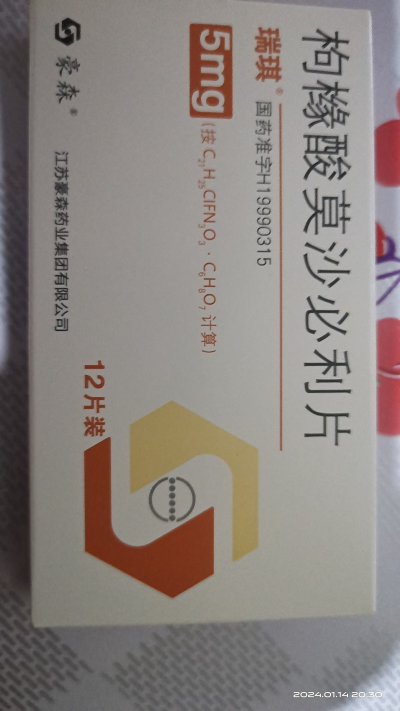 枸橼酸莫沙必利片
瑞琪®
国药准字H19990315
5mg
(按C₂₁H₂₅ClFN₃O₃·C₆H₈O₇计算)
12片装
豪森®
江苏豪森药业集团有限公司
2024.01.14 20:30